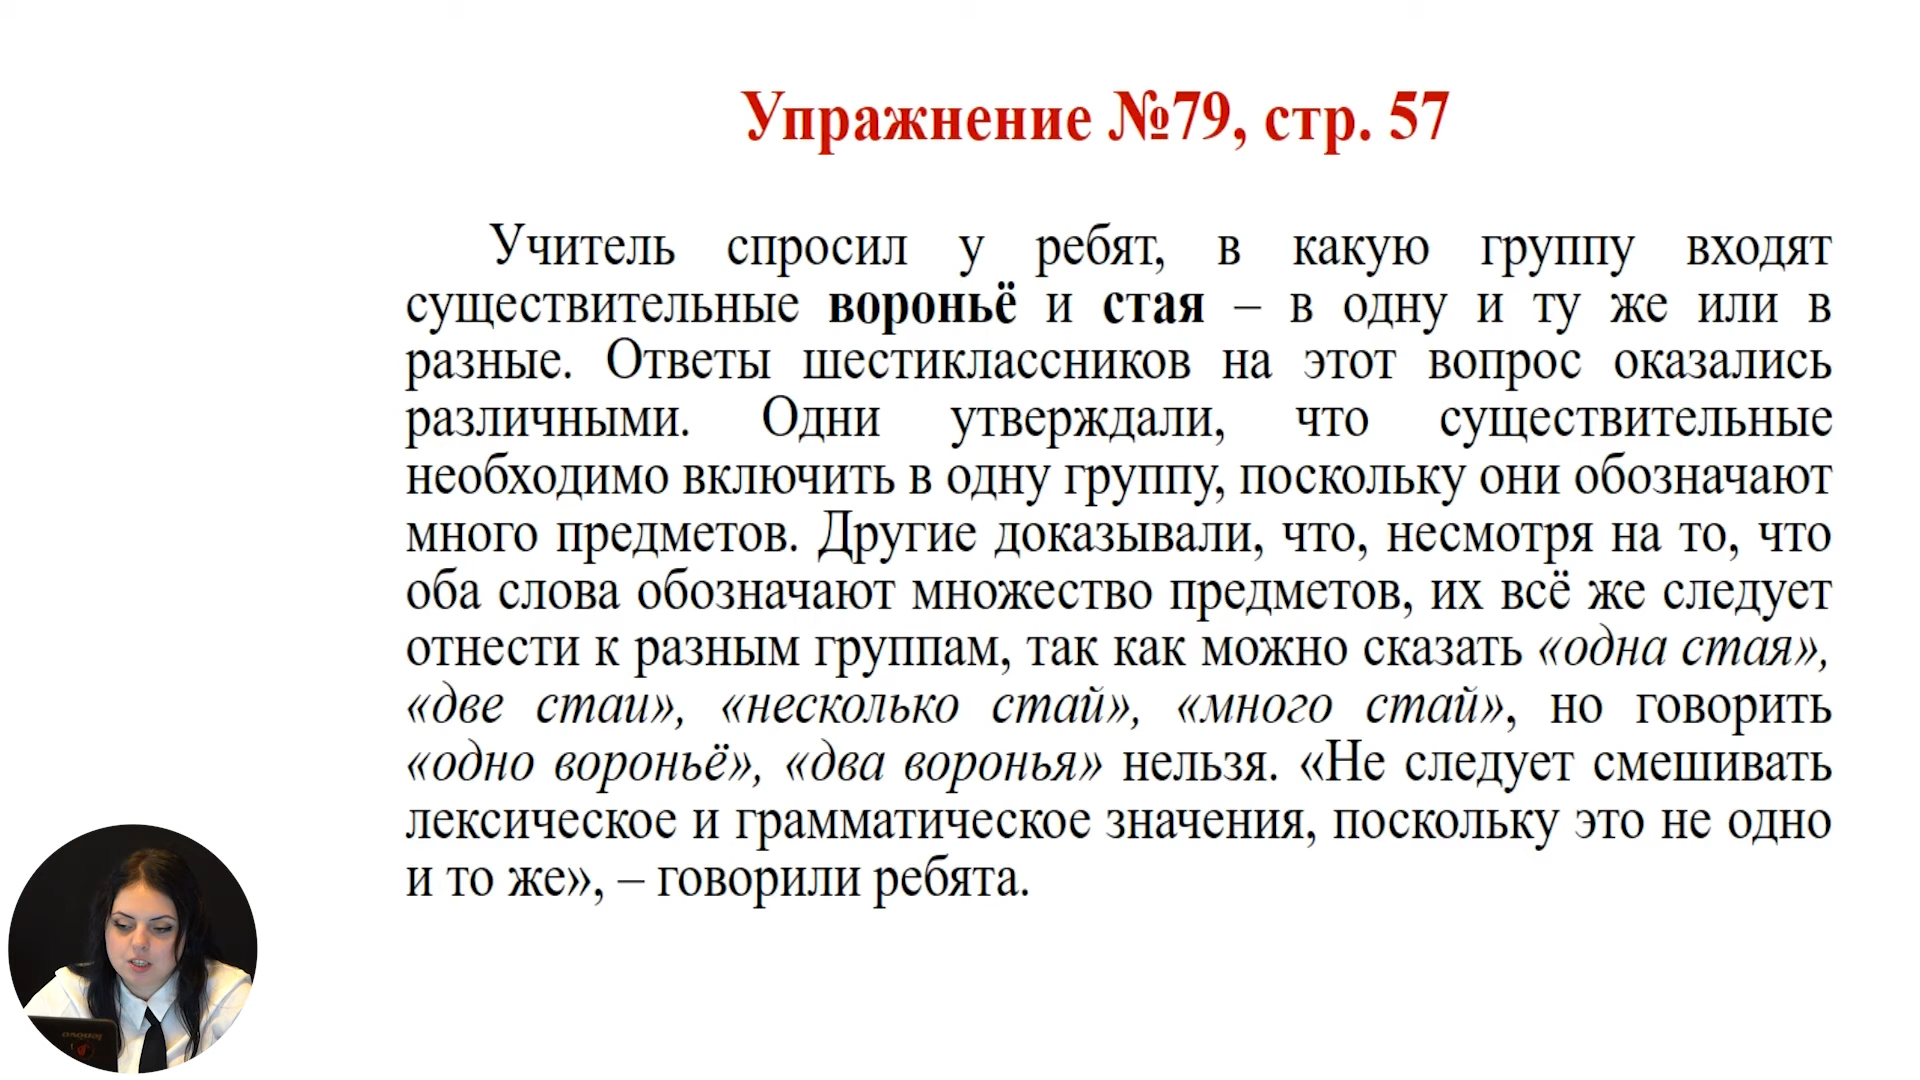 Упражнение №79, стр. 57
Учитель спросил у ребят, в какую группу входят
существительные вороньё и стая – в одну и ту же или в
разные. Ответы шестиклассников на этот вопрос оказались
различными. Одни утверждали, что существительные
необходимо включить в одну группу, поскольку они обозначают
много предметов. Другие доказывали, что, несмотря на то, что
оба слова обозначают множество предметов, их всё же следует
отнести к разным группам, так как можно сказать «одна стая»,
«две стаи», «несколько стай», «много стай», но говорить
«одно вороньё», «два воронья» нельзя. «Не следует смешивать
лексическое и грамматическое значения, поскольку это не одно
и то же», – говорили ребята.